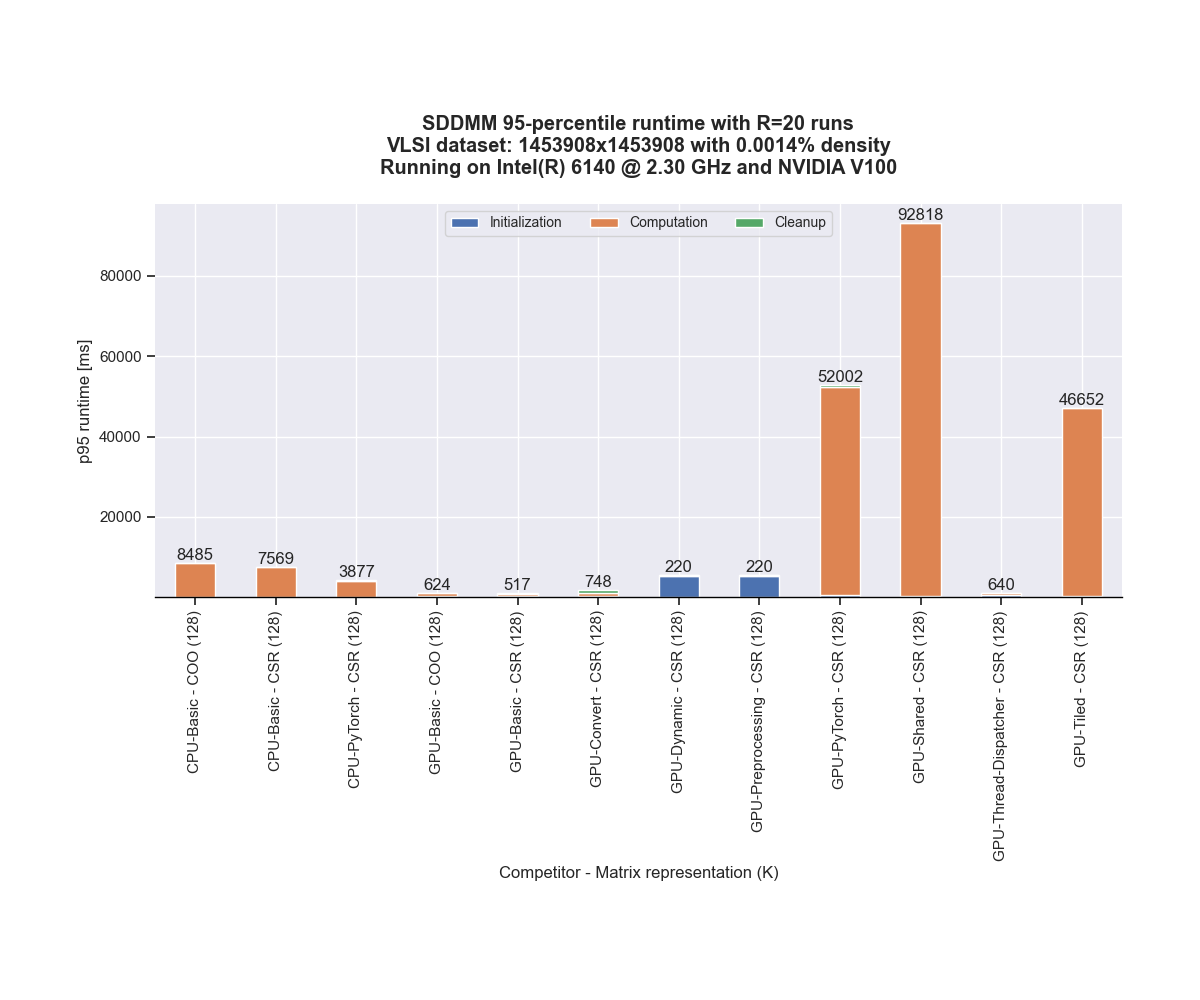 SDDMM 95-percentile runtime with R=20 runs
VLSI dataset: 1453908x1453908 with 0.0014% density
Running on Intel(R) 6140 @ 2.30 GHz and NVIDIA V100
Initialization Computation Cleanup
p95 runtime [ms]
80000
60000
40000
20000
8485
7569
3877
624
517
748
220
220
52002
92818
640
46652
CPU-Basic - COO (128)
CPU-Basic - CSR (128)
CPU-PyTorch - CSR (128)
GPU-Basic - COO (128)
GPU-Basic - CSR (128)
GPU-Convert - CSR (128)
GPU-Dynamic - CSR (128)
GPU-Preprocessing - CSR (128)
GPU-PyTorch - CSR (128)
GPU-Shared - CSR (128)
GPU-Thread-Dispatcher - CSR (128)
GPU-Tiled - CSR (128)
Competitor - Matrix representation (K)